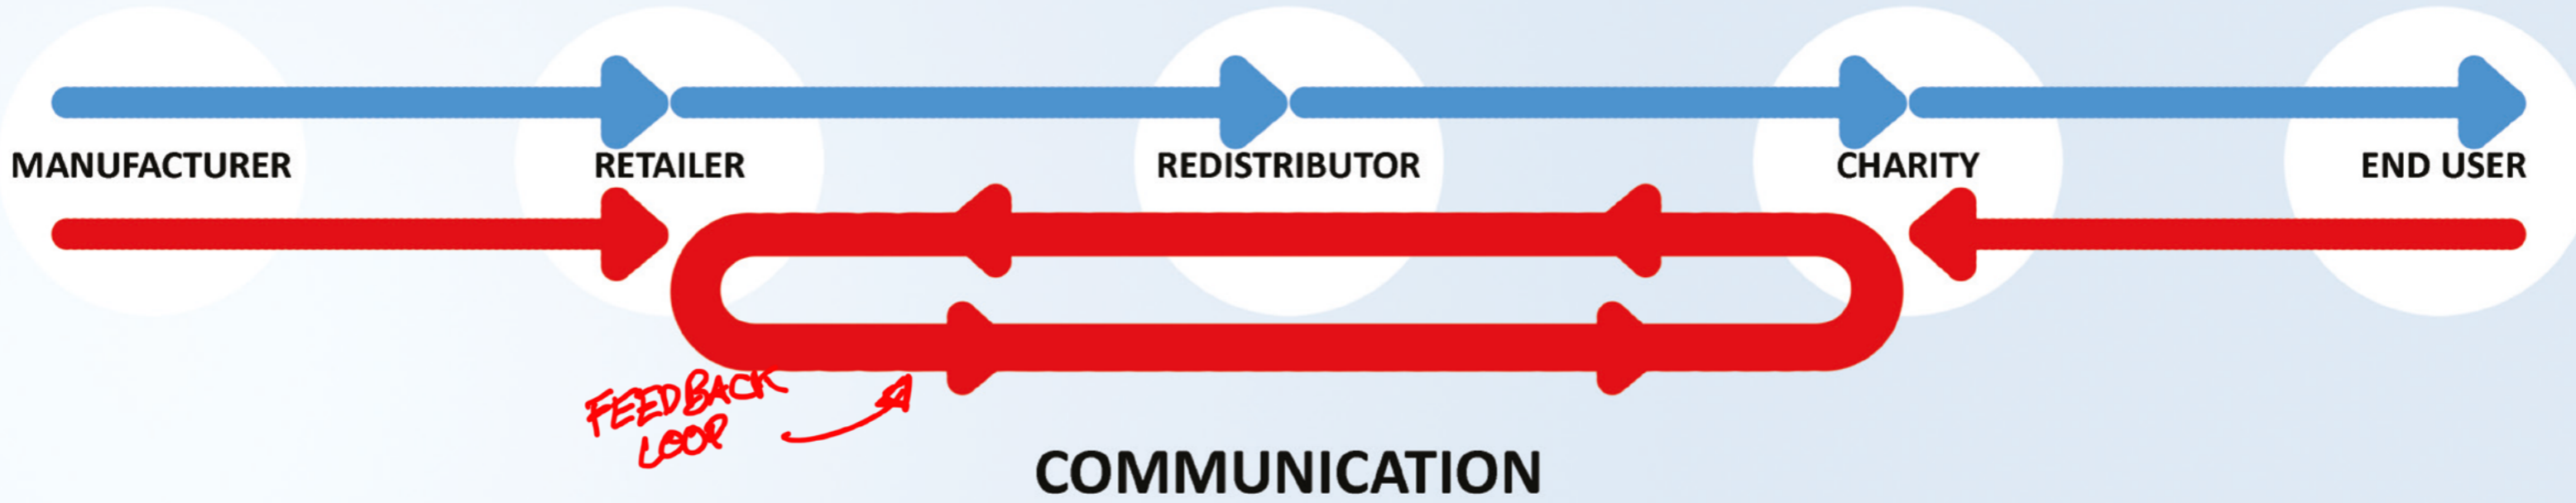 MANUFACTURER
RETAILER
REDISTRIBUTOR
CHARITY
END USER
FEEDBACK
LOOP
COMMUNICATION